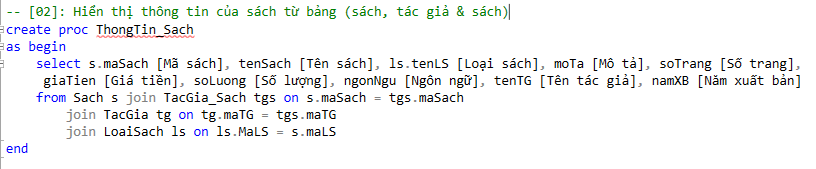 -- [02]: Hiển thị thông tin của sách từ bảng (sách, tác giả & sách)
create proc ThongTin_Sach
as begin
select s.maSach [Mã sách], tenSach [Tên sách], ls.tenLS [Loại sách], moTa [Mô tả], soTrang [Số trang],
giaTien [Giá tiền], soLuong [Số lượng], ngonNgu [Ngôn ngữ], tenTG [Tên tác giả], namXB [Năm xuất bản]
from Sach s join TacGia_Sach tgs on s.maSach = tgs.maSach
join TacGia tg on tg.maTG = tgs.maTG
join LoaiSach ls on ls.MaLS = s.maLS
end